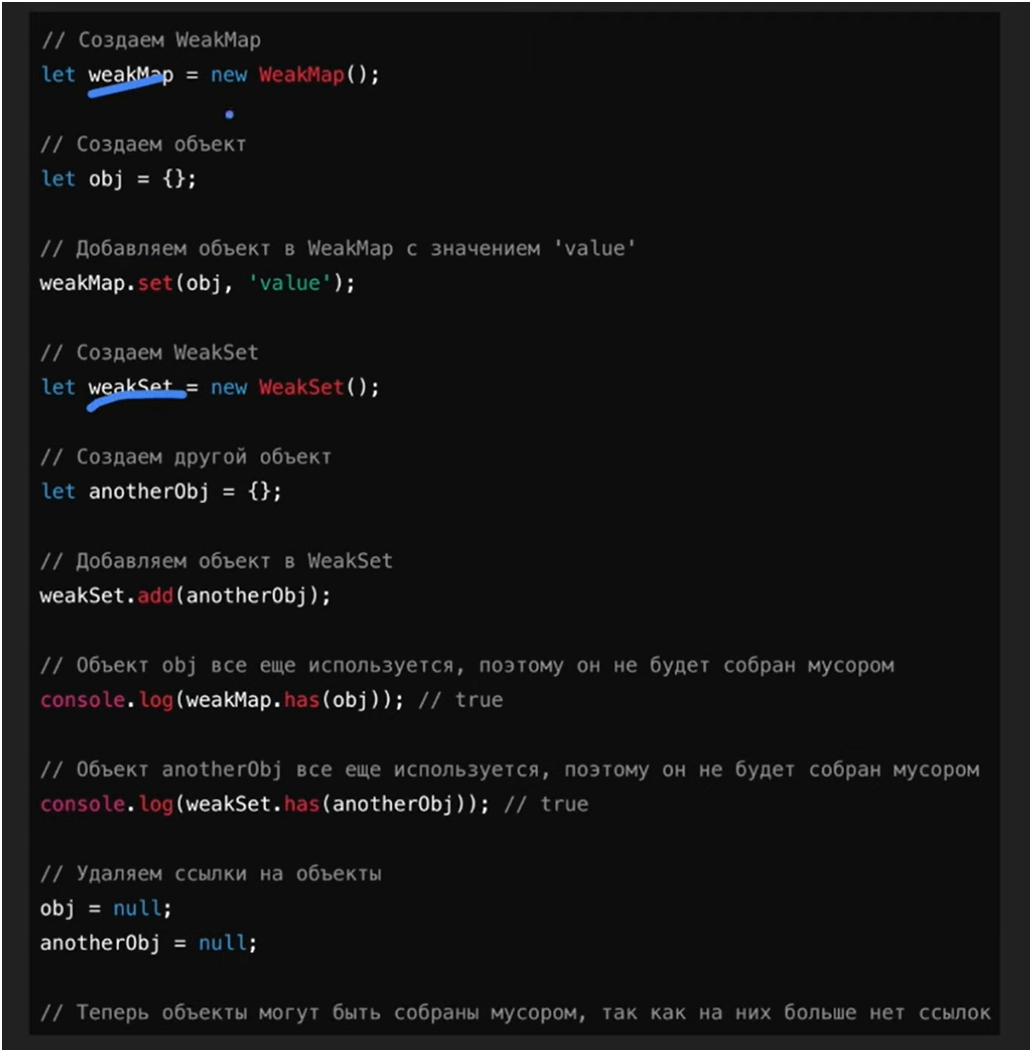 // Создаем WeakMap
let weakMap = new WeakMap();
// Создаем объект
let obj = {};
// Добавляем объект в WeakMap с значением 'value'
weakMap.set(obj, 'value');
// Создаем WeakSet
let weakSet = new WeakSet();
// Создаем другой объект
let anotherObj = {};
// Добавляем объект в WeakSet
weakSet.add(anotherObj);
// Объект obj все еще используется, поэтому он не будет собран мусором
console.log(weakMap.has(obj)); // true
// Объект anotherObj все еще используется, поэтому он не будет собран мусором
console.log(weakSet.has(anotherObj)); // true
// Удаляем ссылки на объекты
obj = null;
anotherObj = null;
// Теперь объекты могут быть собраны мусором, так как на них больше нет ссылок